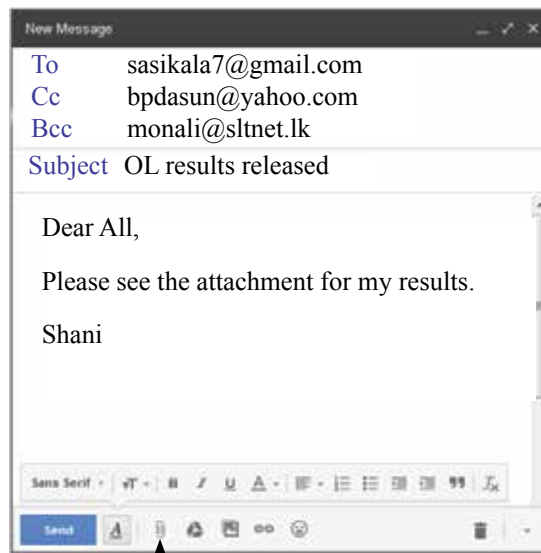 New Message
To sasikala7@gmail.com
Cc bpdasun@yahoo.com
Bcc monali@sltnet.lk
Subject OL results released
Dear All,
Please see the attachment for my results.
Shani
Sans Serif T B I U A
Send A